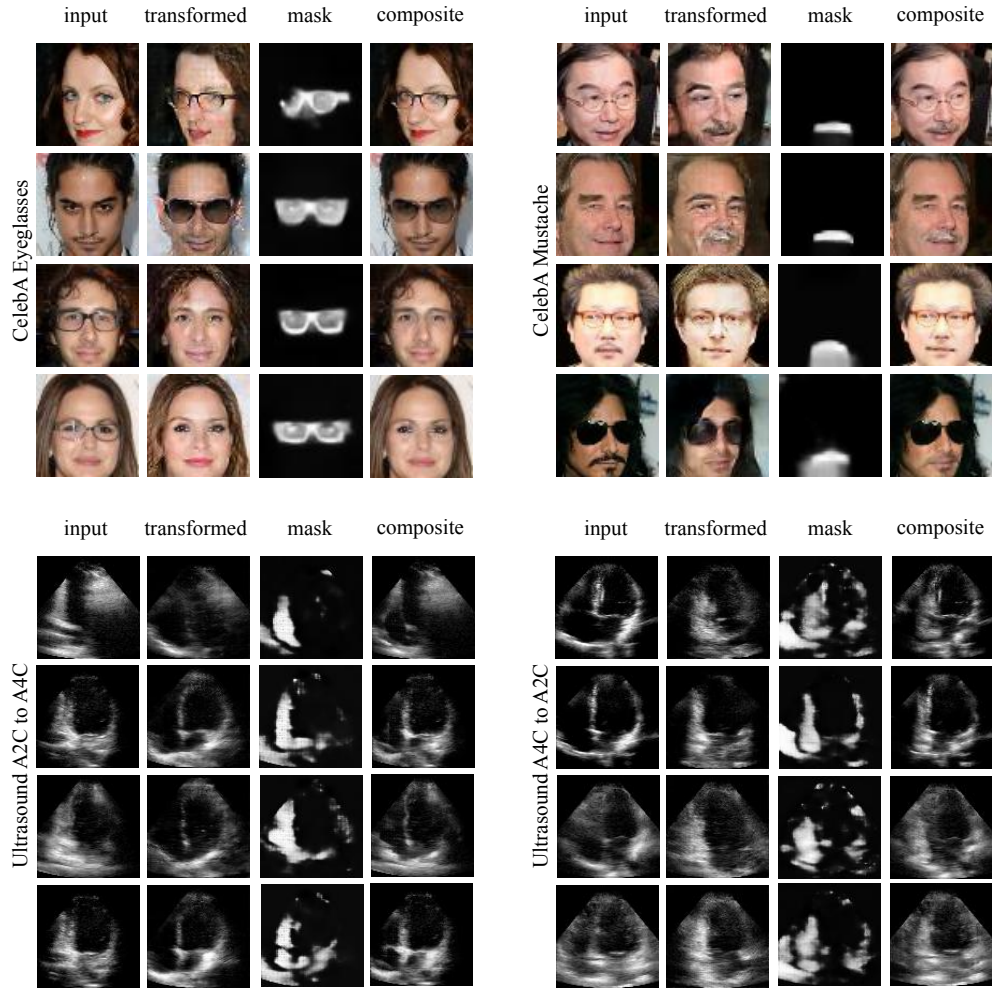 input transformed mask composite
CelebA Eyeglasses
input transformed mask composite
CelebA Mustache
input transformed mask composite
Ultrasound A2C to A4C
input transformed mask composite
Ultrasound A4C to A2C